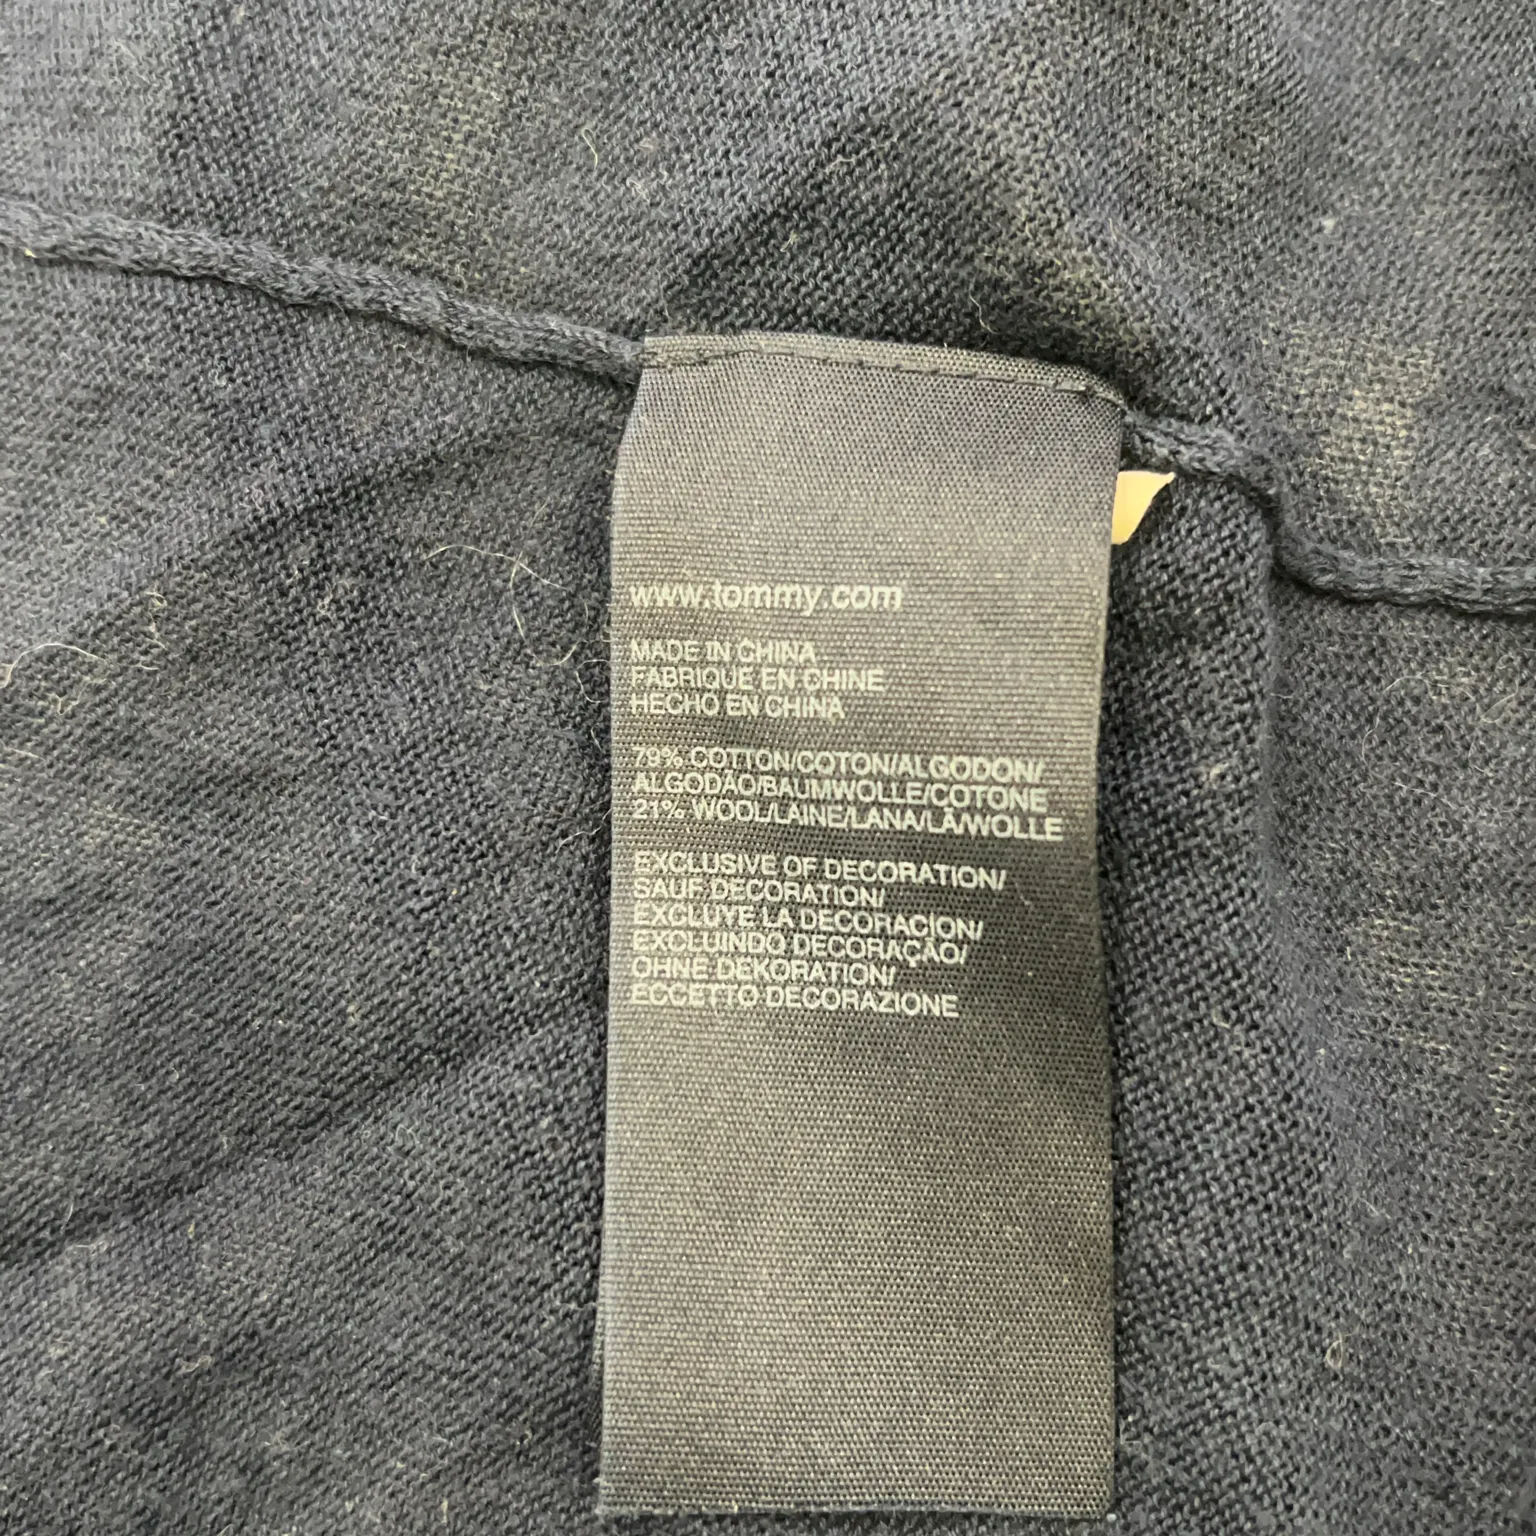 www.tommy.com
MADE IN CHINA
FABRIQUE EN CHINE
HECHO EN CHINA
79% COTTON/COTON/ALGODON/
ALGODÃO/BAUMWOLLE/COTONE
21% WOOL/LAINE/LANA/LÃ/WOLLE
EXCLUSIVE OF DECORATION/
SAUF DECORATION/
EXCLUYE LA DECORACION/
EXCLUINDO DECORAÇÃO/
OHNE DEKORATION/
ECCETTO DECORAZIONE